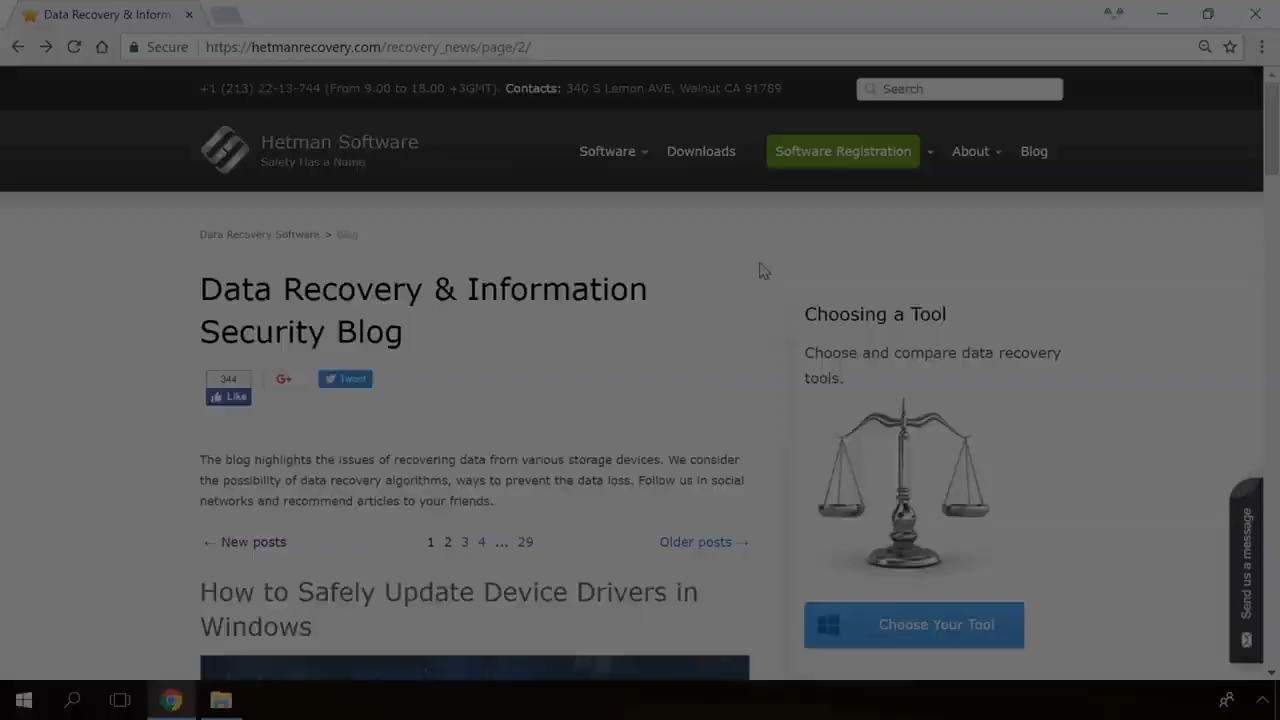 Data Recovery & Inform
Secure https://hetmanrecovery.com/recovery_news/page/2/
+1 (213) 22-13-744 (From 9.00 to 18.00 +3GMT). Contacts: 340 S Lemon AVE, Walnut CA 91789
Search
Hetman Software
Safety Has a Name
Software Downloads Software Registration About Blog
Data Recovery Software > Blog
Data Recovery & Information
Security Blog
344
Like
G+
Tweet
The blog highlights the issues of recovering data from various storage devices. We consider
the possibility of data recovery algorithms, ways to prevent the data loss. Follow us in social
networks and recommend articles to your friends.
← New posts 1 2 3 4 ... 29 Older posts →
How to Safely Update Device Drivers in
Windows
Choosing a Tool
Choose and compare data recovery
tools.
Choose Your Tool
Send us a message